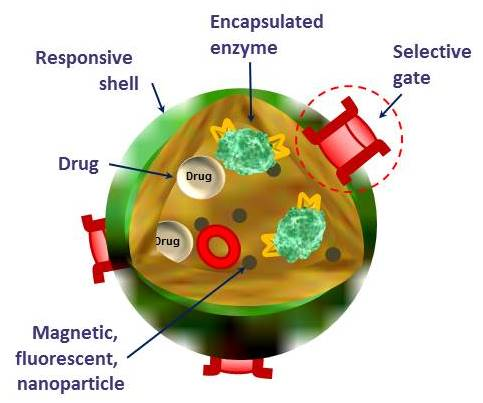 Encapsulated
enzyme
Responsive
shell
Selective
gate
Drug
Drug
Drug
Magnetic,
fluorescent,
nanoparticle